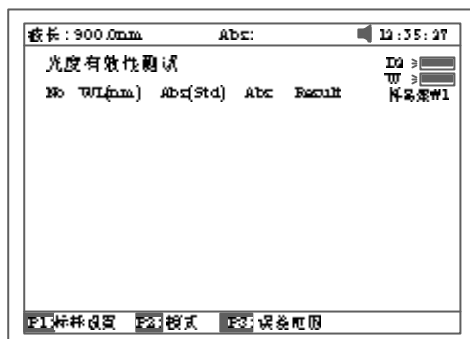 波长:900.0nm Abs: 12:35:27
光度有效性测试
D2
W
No WL(nm) Abs(Std) Abs Result 样品架#1
F1:标样设置 F2:模式 F3:误差范围